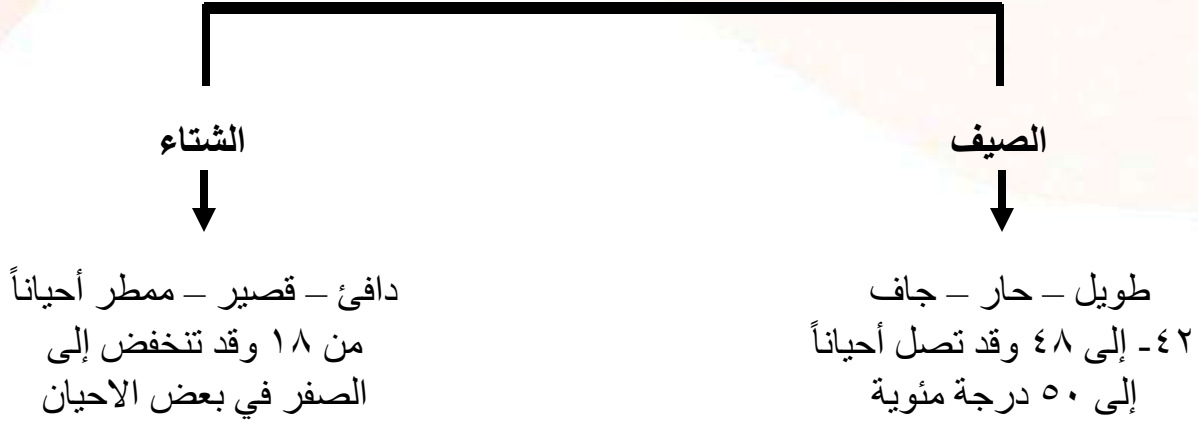 الصيف
طويل – حار – جاف
٤٢- إلى ٤٨ وقد تصل أحياناً
إلى ٥٠ درجة مئوية
الشتاء
دافئ – قصير – ممطر أحياناً
من ١٨ وقد تنخفض إلى
الصفر في بعض الاحيان